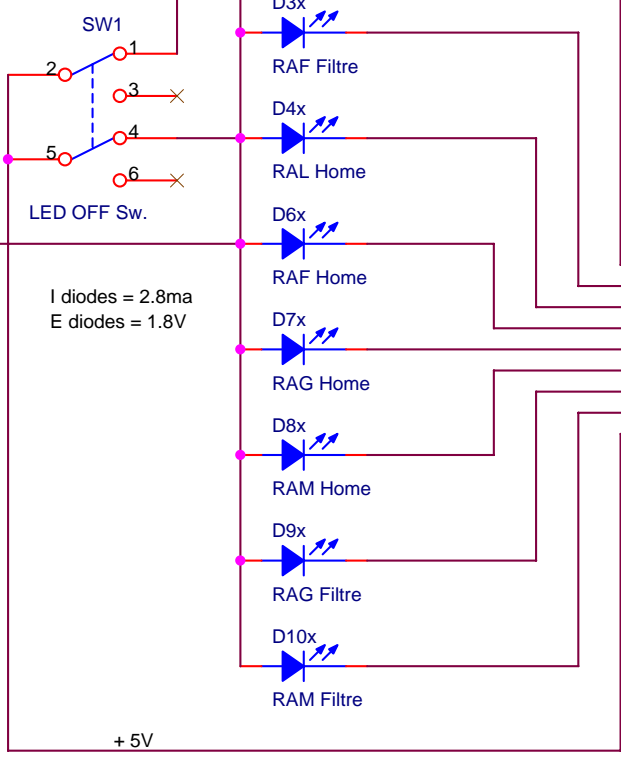 D3x
SW1
1
2
RAF Filtre
3
D4x
4
5
RAL Home
6
LED OFF Sw.
D6x
RAF Home
I diodes = 2.8ma
E diodes = 1.8V
D7x
RAG Home
D8x
RAM Home
D9x
RAG Filtre
D10x
RAM Filtre
+ 5V